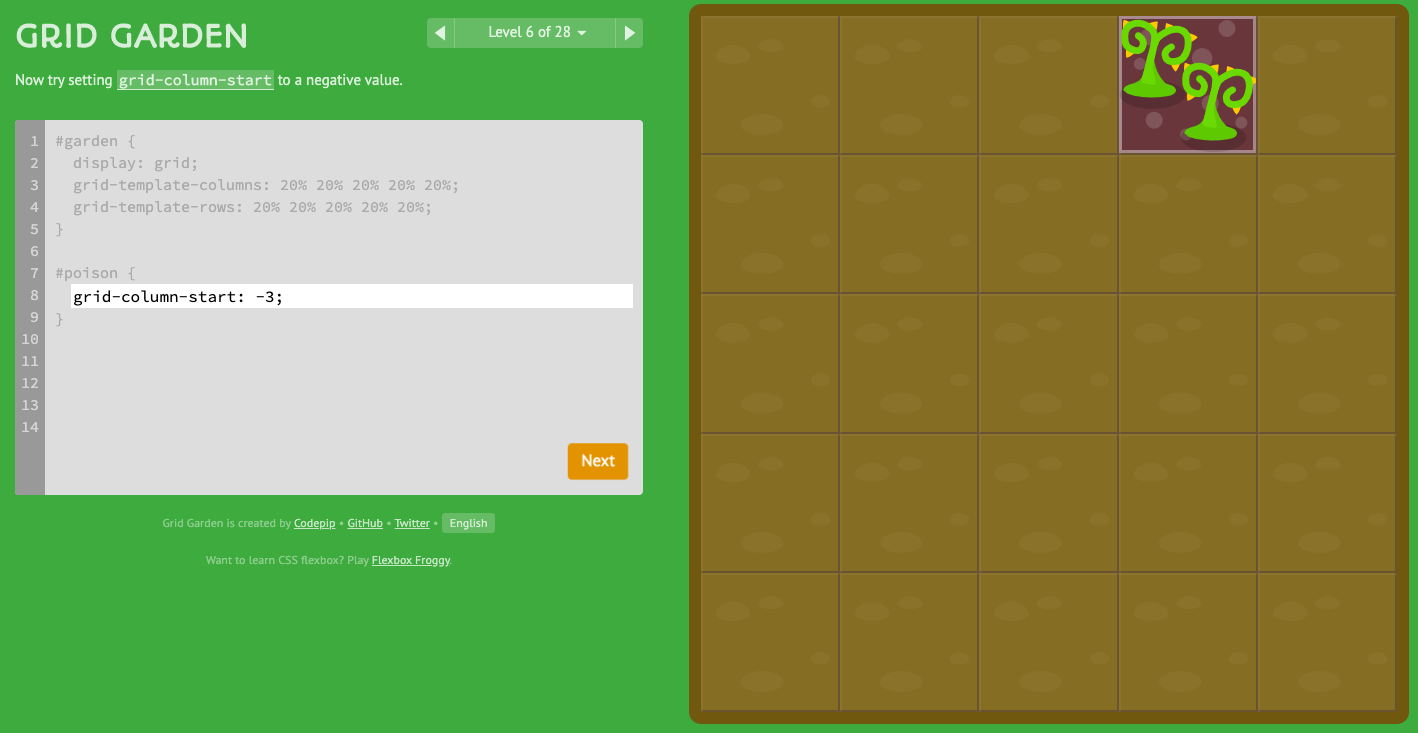 GRID GARDEN
Level 6 of 28
Now try setting grid-column-start to a negative value.
1 #garden {
2 display: grid;
3 grid-template-columns: 20% 20% 20% 20% 20%;
4 grid-template-rows: 20% 20% 20% 20% 20%;
5 }
6
7 #poison {
8 grid-column-start: -3;
9 }
10
11
12
13
14
Next
Grid Garden is created by Codepip • GitHub • Twitter • English
Want to learn CSS flexbox? Play Flexbox Froggy.